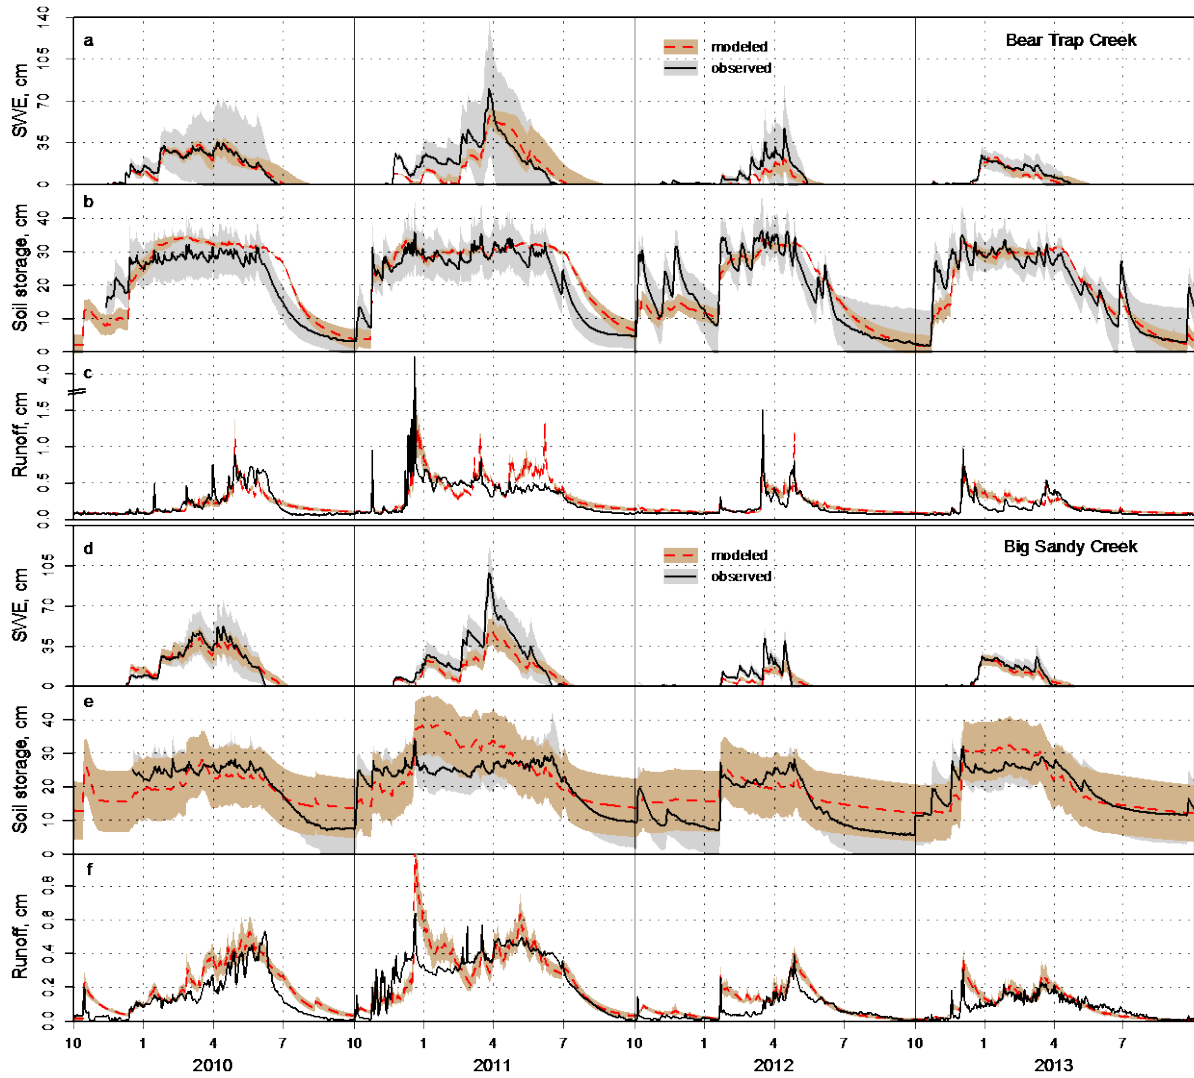 a
Bear Trap Creek
modeled
observed
SWE, cm
0 35 70 105 140
b
Soil storage, cm
0 10 20 30 40
c
Runoff, cm
0.0 0.5 1.0 1.5 4.0
d
Big Sandy Creek
modeled
observed
SWE, cm
0 35 70 105
e
Soil storage, cm
0 10 20 30 40
f
Runoff, cm
0.0 0.2 0.4 0.6 0.8
10 1 4 7 10 1 4 7 10 1 4 7 10 1 4 7
2010 2011 2012 2013